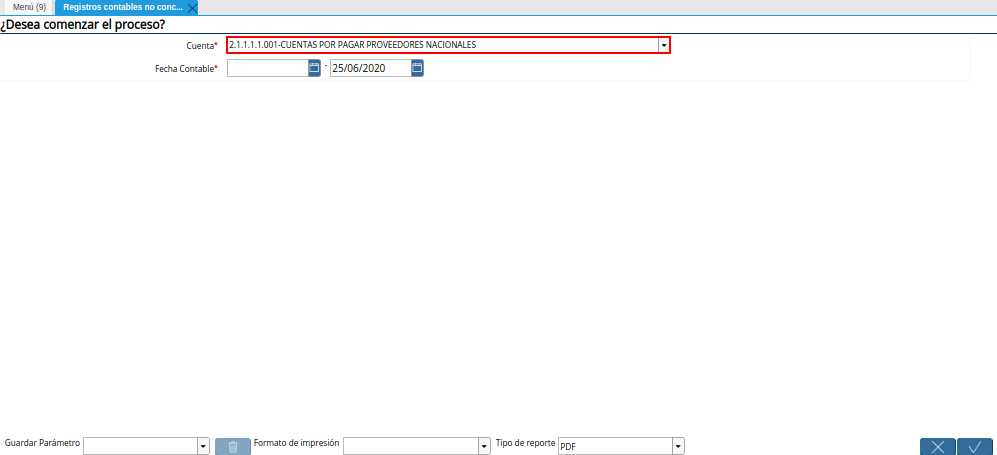 Menú (9) Registros contables no conc...
¿Desea comenzar el proceso?
Cuenta* 2.1.1.1.1.001-CUENTAS POR PAGAR PROVEEDORES NACIONALES
Fecha Contable* - 25/06/2020
Guardar Parámetro Formato de impresión Tipo de reporte PDF